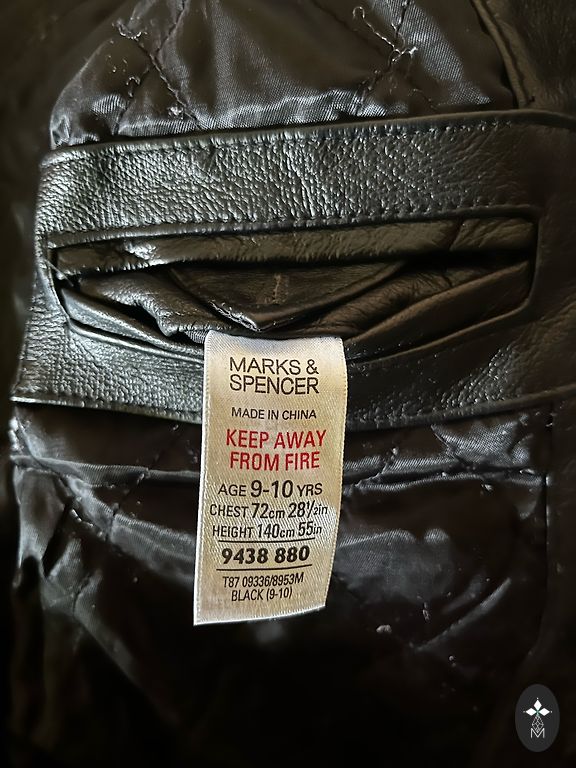 MARKS &
SPENCER
MADE IN CHINA
KEEP AWAY
FROM FIRE
AGE 9-10 YRS
CHEST 72cm 28½in
HEIGHT 140cm 55in
9438 880
T87 09336/8953M
BLACK (9-10)
M